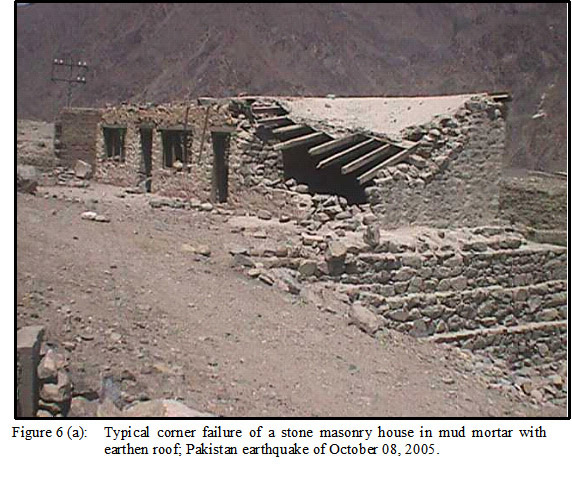 Figure 6 (a): Typical corner failure of a stone masonry house in mud mortar with
earthen roof; Pakistan earthquake of October 08, 2005.